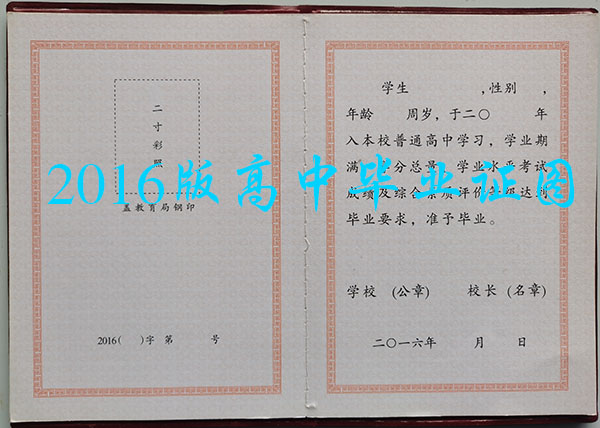 二
寸
彩
照
盖教育局钢印
2016( )字 第 号
学生 ,性别 ,
年龄 周岁, 于二〇 年
入本校普通高中学习, 学业期
满 分总量, 学业水平考试
成绩及综合素质评价等级达到
毕业要求, 准予毕业。
学校 (公章) 校长 (名章)
二〇一六年 月 日
2016版高中毕业证图